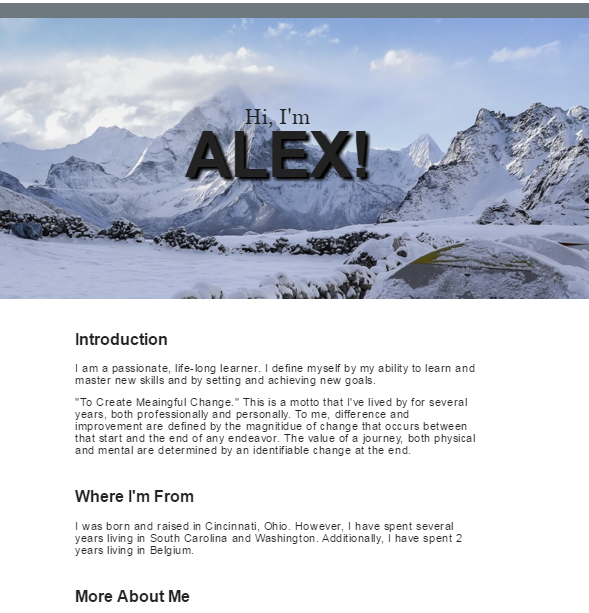 Hi, I'm
ALEX!
Introduction
I am a passionate, life-long learner. I define myself by my ability to learn and
master new skills and by setting and achieving new goals.
"To Create Meaingful Change." This is a motto that I've lived by for several
years, both professionally and personally. To me, difference and
improvement are defined by the magnitidue of change that occurs between
that start and the end of any endeavor. The value of a journey, both physical
and mental are determined by an identifiable change at the end.
Where I'm From
I was born and raised in Cincinnati, Ohio. However, I have spent several
years living in South Carolina and Washington. Additionally, I have spent 2
years living in Belgium.
More About Me